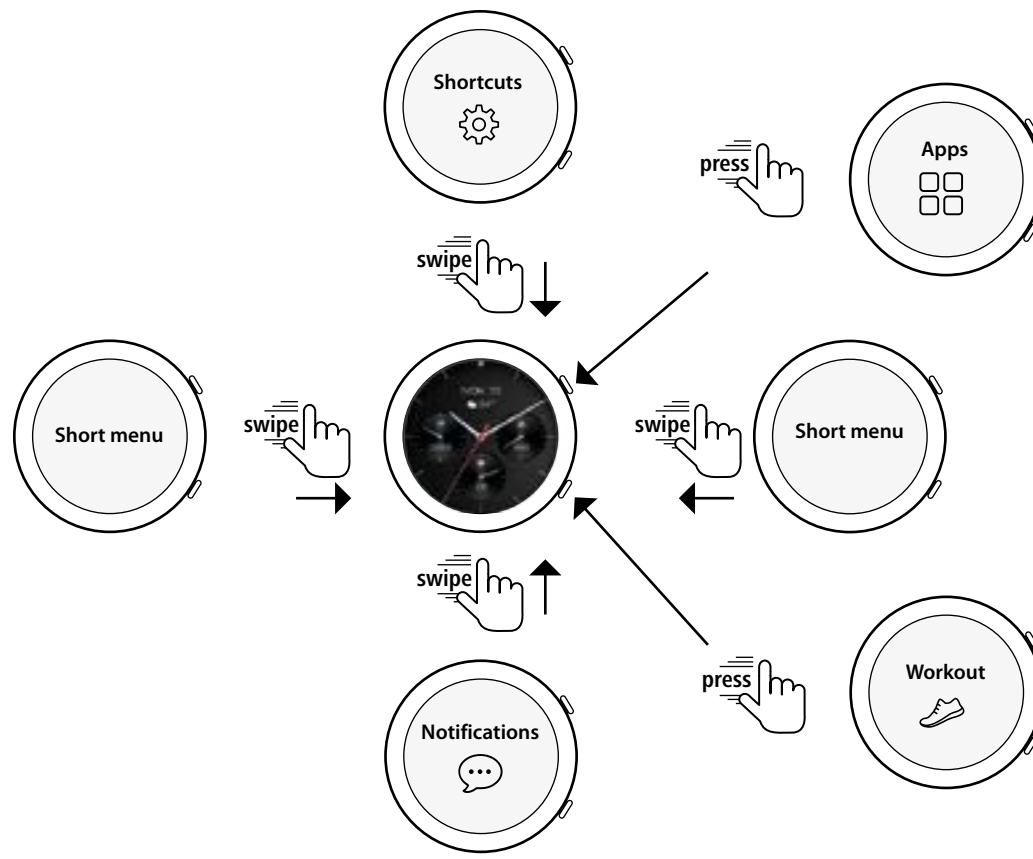 Shortcuts
press
Apps
swipe
Short menu
swipe
swipe
Short menu
swipe
press
Workout
Notifications